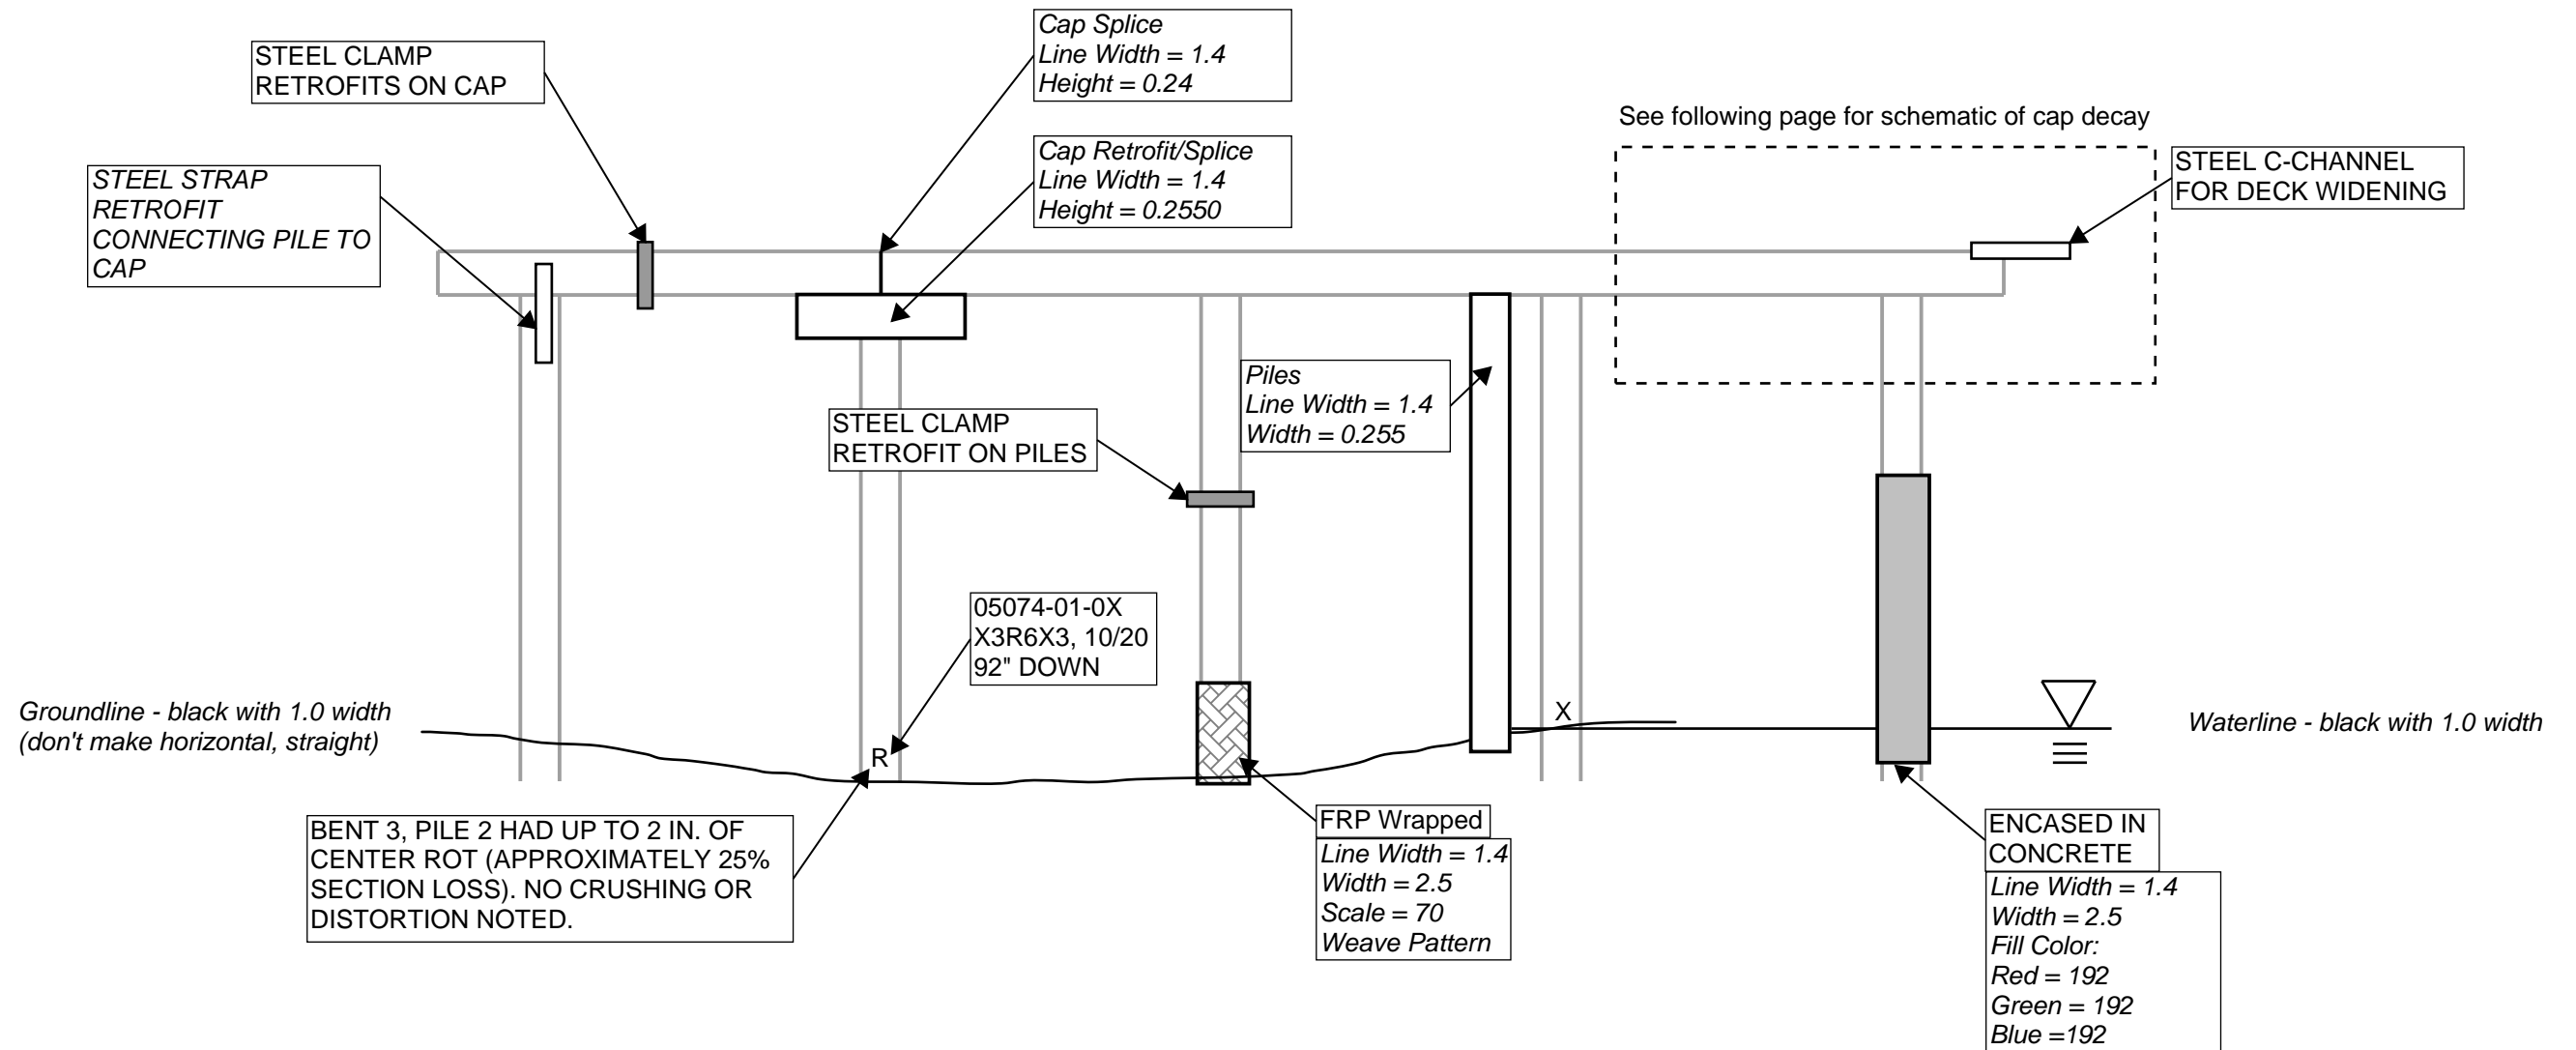 STEEL CLAMP
RETROFITS ON CAP
Cap Splice
Line Width = 1.4
Height = 0.24
See following page for schematic of cap decay
STEEL STRAP
RETROFIT
CONNECTING PILE TO
CAP
Cap Retrofit/Splice
Line Width = 1.4
Height = 0.2550
STEEL C-CHANNEL
FOR DECK WIDENING
Piles
Line Width = 1.4
Width = 0.255
STEEL CLAMP
RETROFIT ON PILES
05074-01-0X
X3R6X3, 10/20
92" DOWN
Groundline - black with 1.0 width
(don't make horizontal, straight)
R
X
Waterline - black with 1.0 width
BENT 3, PILE 2 HAD UP TO 2 IN. OF
CENTER ROT (APPROXIMATELY 25%
SECTION LOSS). NO CRUSHING OR
DISTORTION NOTED.
FRP Wrapped
Line Width = 1.4
Width = 2.5
Scale = 70
Weave Pattern
ENCASED IN
CONCRETE
Line Width = 1.4
Width = 2.5
Fill Color:
Red = 192
Green = 192
Blue =192